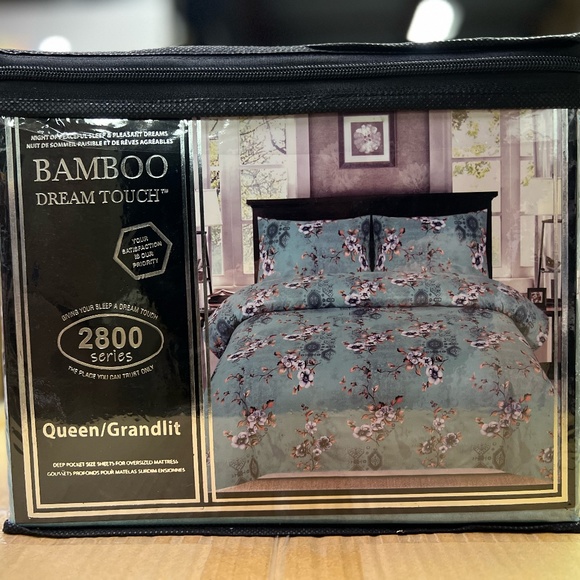 NIGHT OF PEACEFUL SLEEP & PLEASANT DREAMS
NUIT DE SOMMEIL PAISIBLE ET DE RÊVES AGRÉABLES
BAMBOO
DREAM TOUCH™
YOUR
SATISFACTION
IS OUR
PRIORITY
GIVING YOUR SLEEP A DREAM TOUCH
2800
series
THE PLACE YOU CAN TRUST ONLY
Queen/Grandlit
DEEP POCKET SIZE SHEETS FOR OVERSIZED MATTRESS
GOUSSETS PROFONDS POUR MATELAS SURDIMENSIONNES